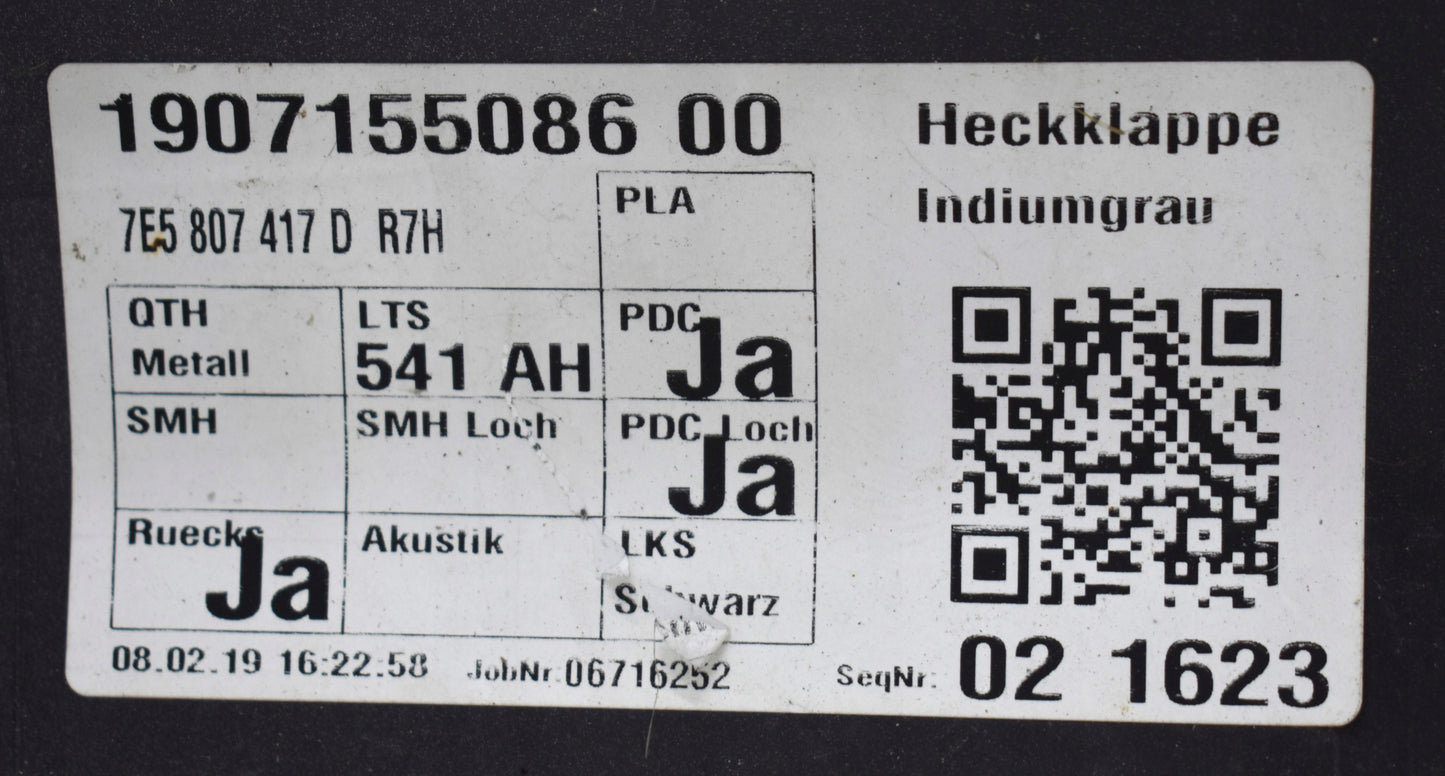 1907155086 00
Heckklappe
7E5 807 417 D R7H
PLA
Indiumgrau
QTH
Metall
LTS
541 AH
PDC
Ja
SMH
SMH Loch
PDC Loch
Ja
Ruecks
Ja
Akustik
LKS
Schwarz
08.02.19 16:22:58
JobNr:06716252
SeqNr: 02 1623